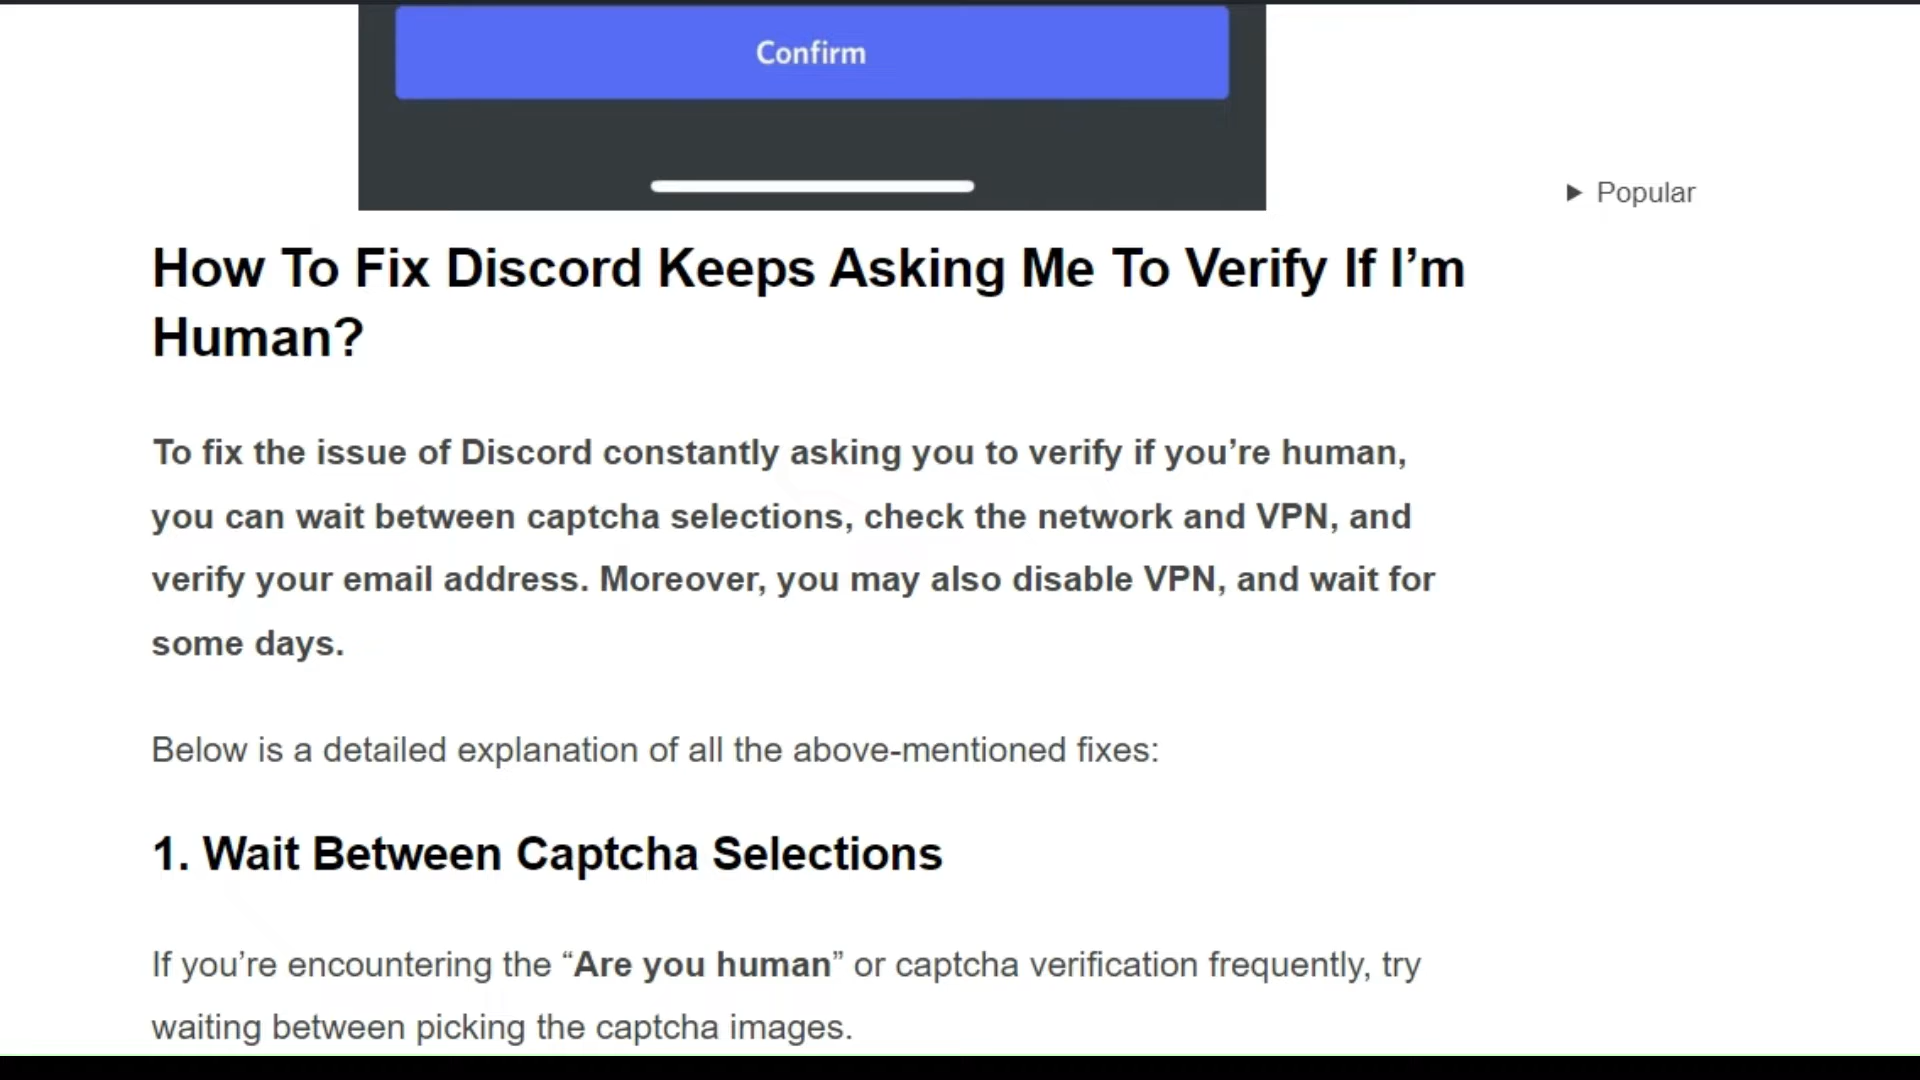 Confirm
► Popular
How To Fix Discord Keeps Asking Me To Verify If I’m
Human?
To fix the issue of Discord constantly asking you to verify if you’re human,
you can wait between captcha selections, check the network and VPN, and
verify your email address. Moreover, you may also disable VPN, and wait for
some days.
Below is a detailed explanation of all the above-mentioned fixes:
1. Wait Between Captcha Selections
If you’re encountering the “Are you human” or captcha verification frequently, try
waiting between picking the captcha images.